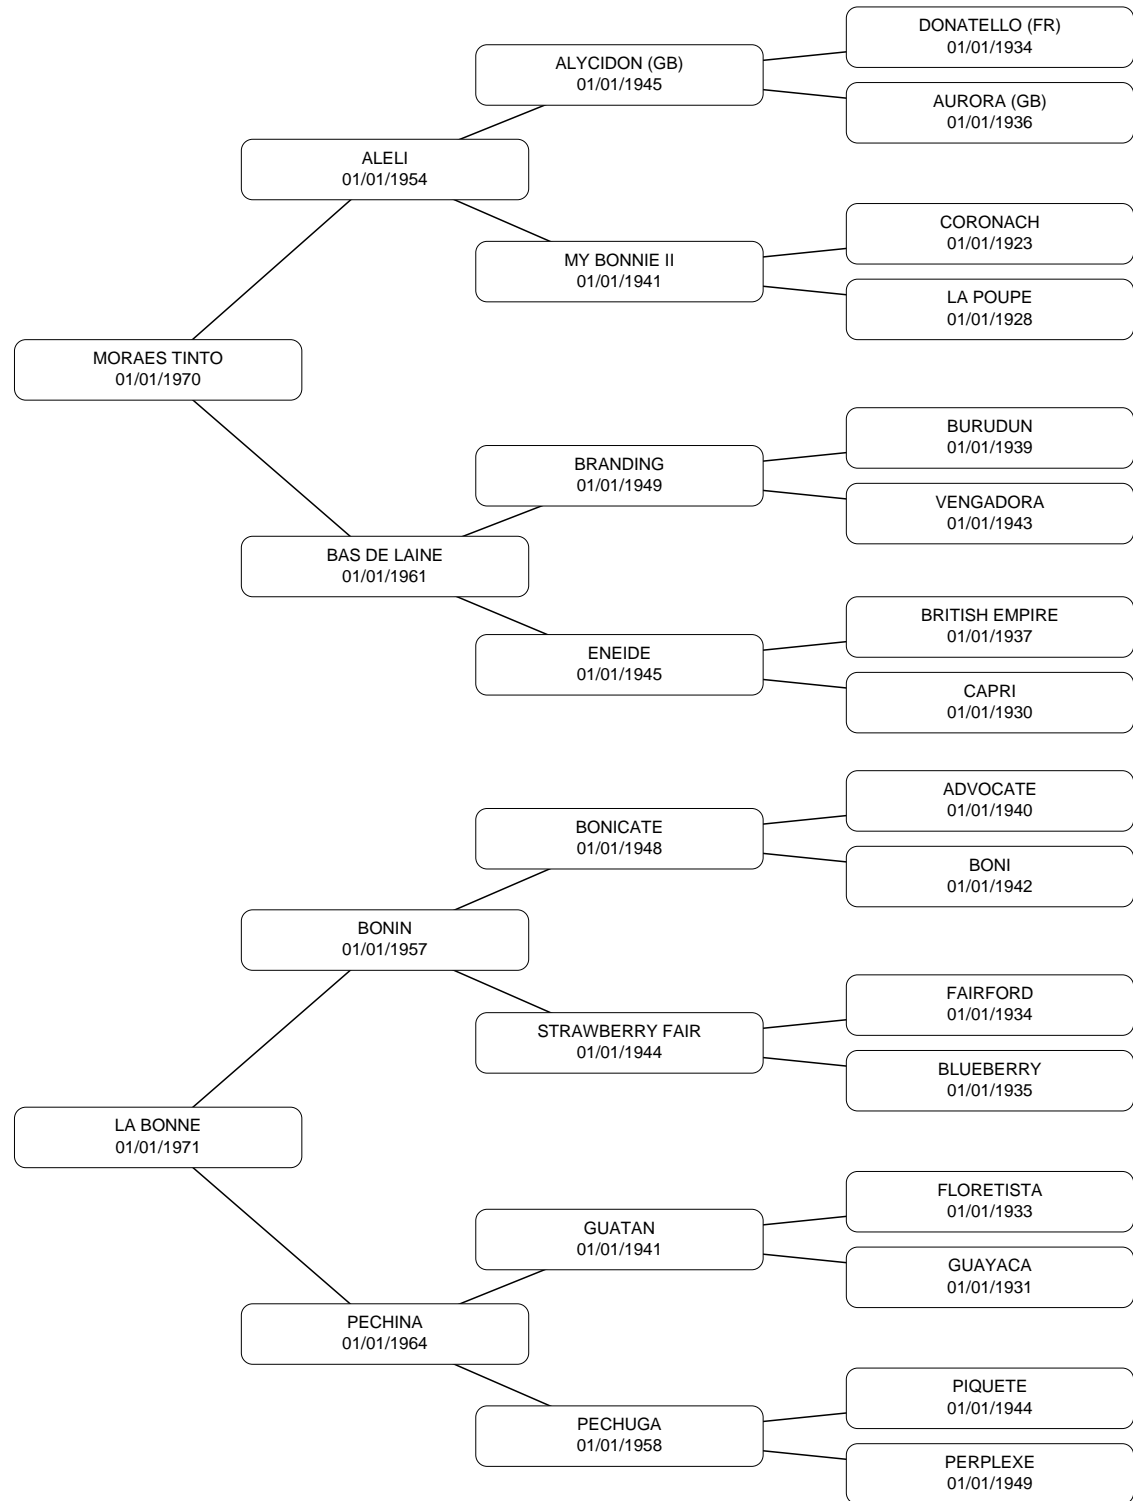 DONATELLO (FR)
01/01/1934
ALYCIDON (GB)
01/01/1945
AURORA (GB)
01/01/1936
ALELI
01/01/1954
CORONACH
01/01/1923
MY BONNIE II
01/01/1941
LA POUPE
01/01/1928
MORAES TINTO
01/01/1970
BURUDUN
01/01/1939
BRANDING
01/01/1949
VENGADORA
01/01/1943
BAS DE LAINE
01/01/1961
BRITISH EMPIRE
01/01/1937
ENEIDE
01/01/1945
CAPRI
01/01/1930
ADVOCATE
01/01/1940
BONICATE
01/01/1948
BONI
01/01/1942
BONIN
01/01/1957
FAIRFORD
01/01/1934
STRAWBERRY FAIR
01/01/1944
BLUEBERRY
01/01/1935
LA BONNE
01/01/1971
FLORETISTA
01/01/1933
GUATAN
01/01/1941
GUAYACA
01/01/1931
PECHINA
01/01/1964
PIQUETE
01/01/1944
PECHUGA
01/01/1958
PERPLEXE
01/01/1949